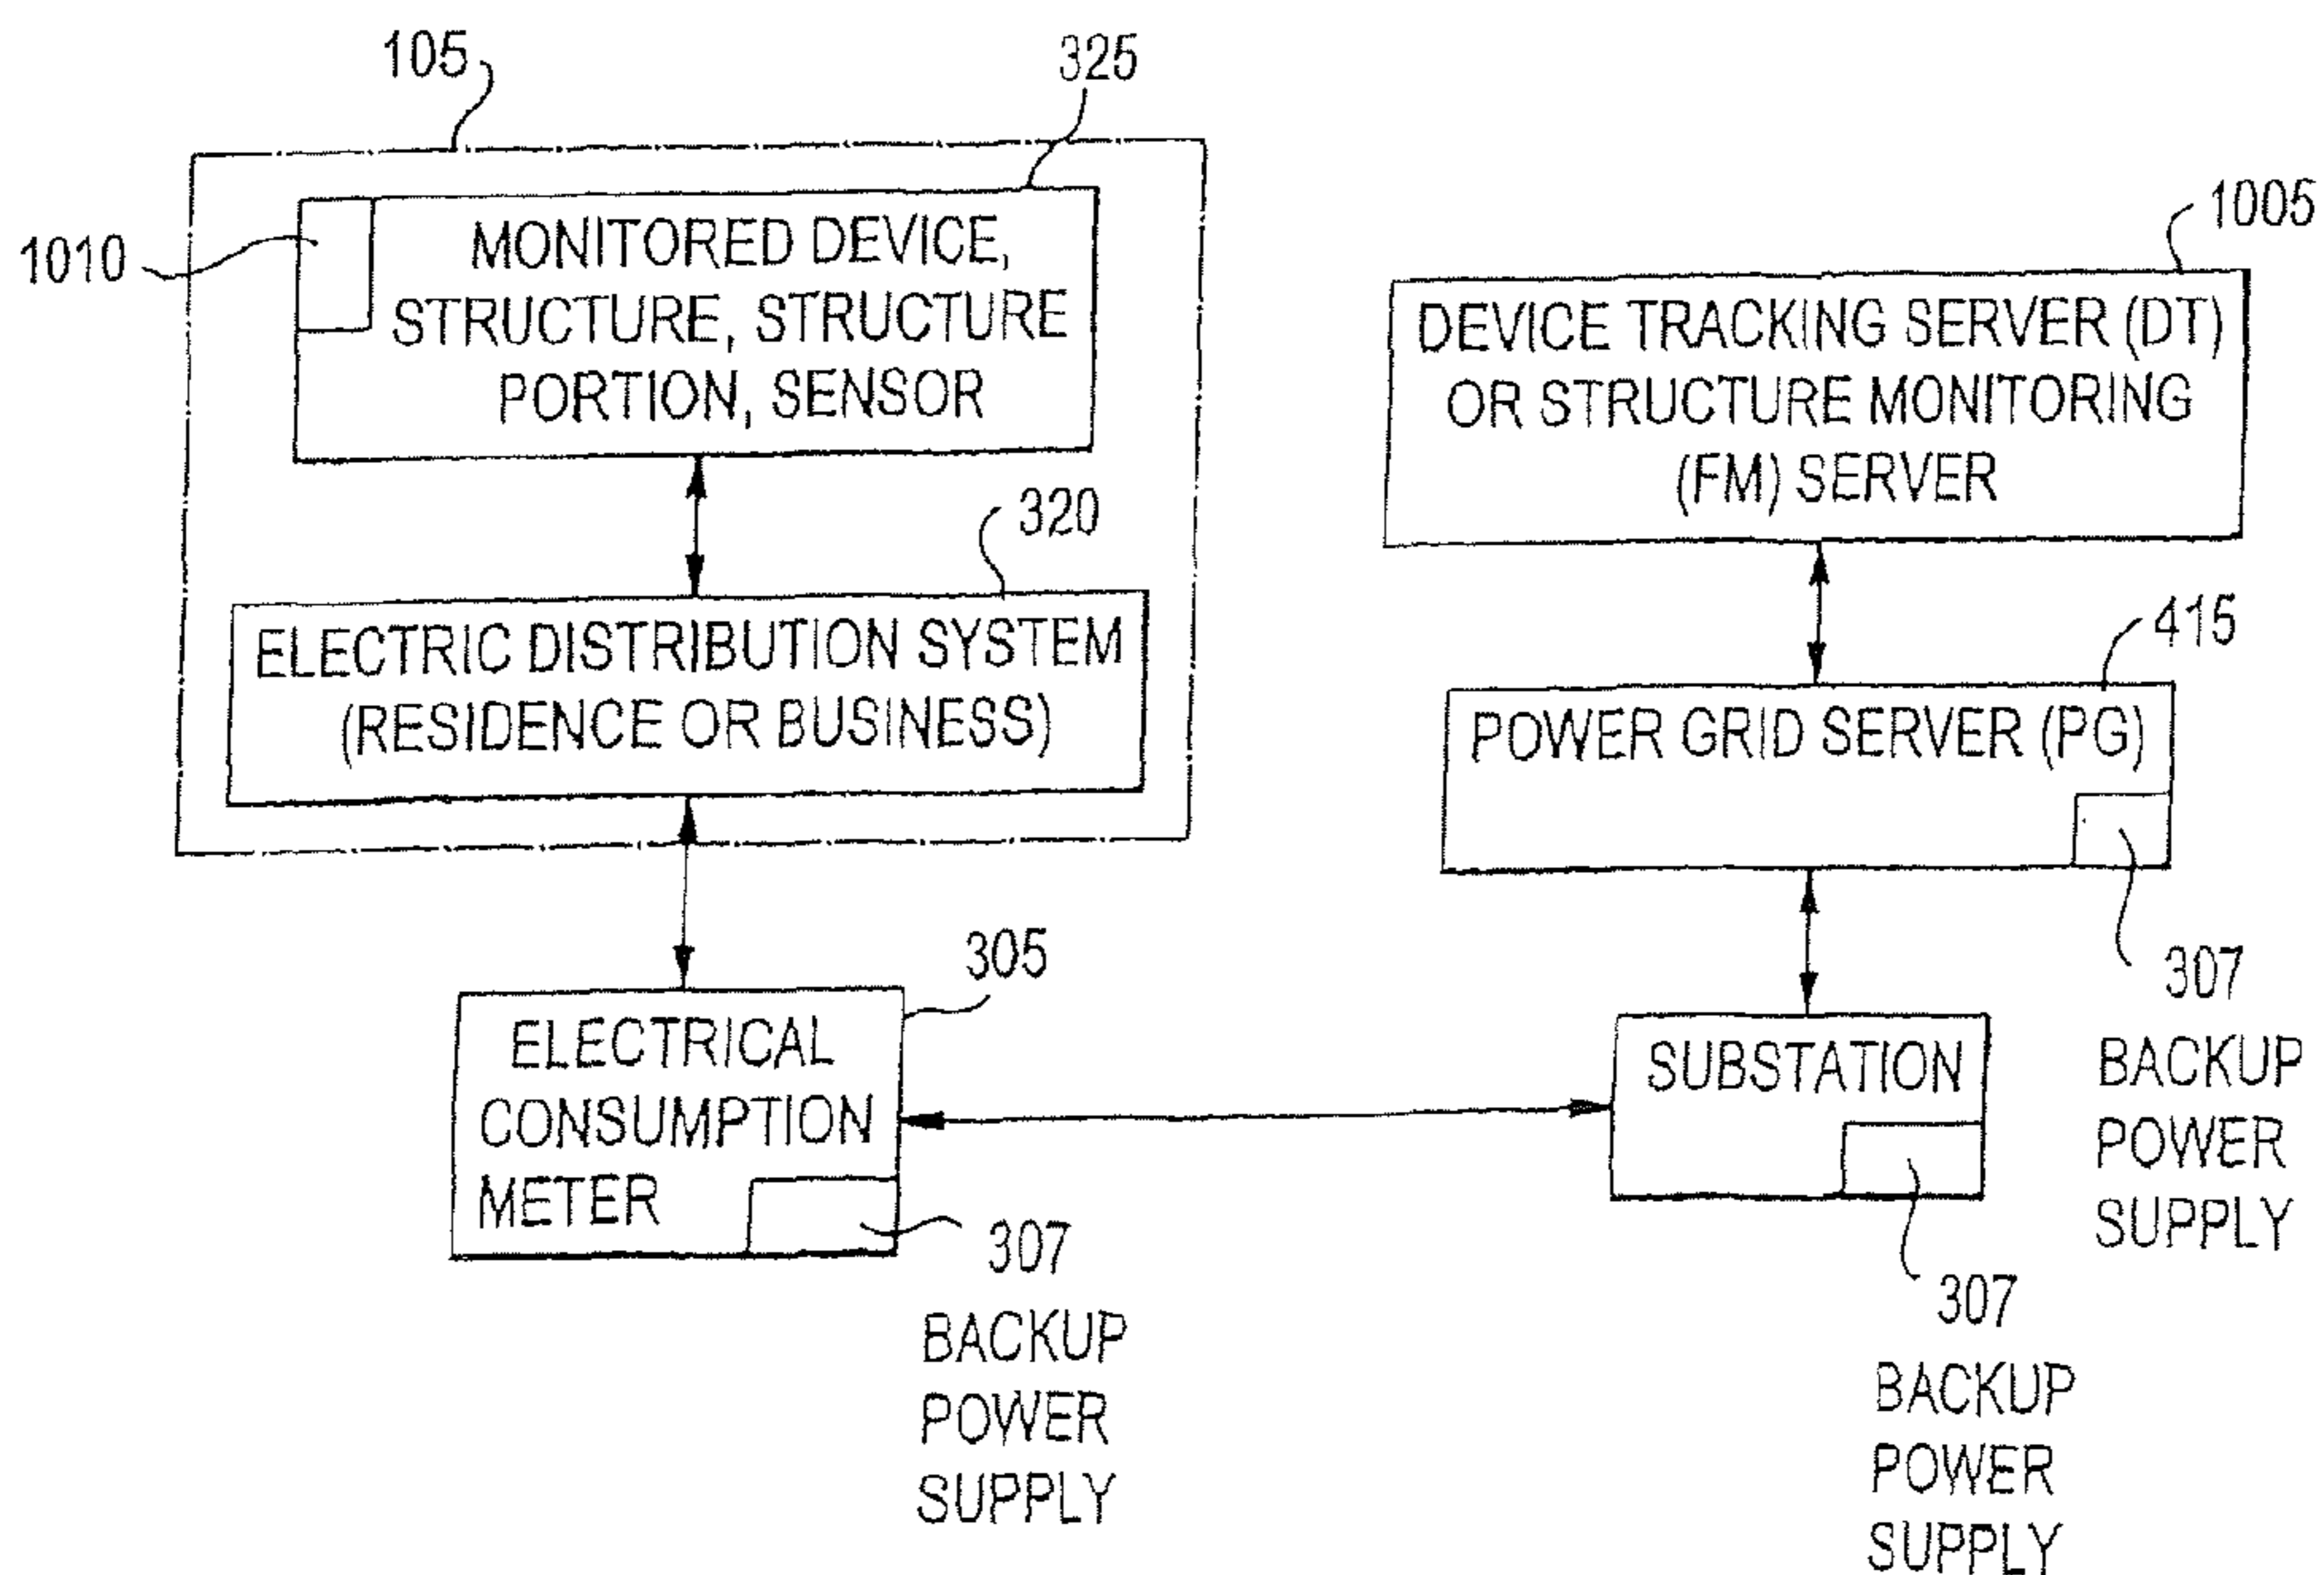 105
325
1010
MONITORED DEVICE,
STRUCTURE, STRUCTURE
PORTION, SENSOR
320
ELECTRIC DISTRIBUTION SYSTEM
(RESIDENCE OR BUSINESS)
305
ELECTRICAL
CONSUMPTION
METER
307
BACKUP
POWER
SUPPLY
1005
DEVICE TRACKING SERVER (DT)
OR STRUCTURE MONITORING
(FM) SERVER
415
POWER GRID SERVER (PG)
307
BACKUP
POWER
SUPPLY
SUBSTATION
307
BACKUP
POWER
SUPPLY